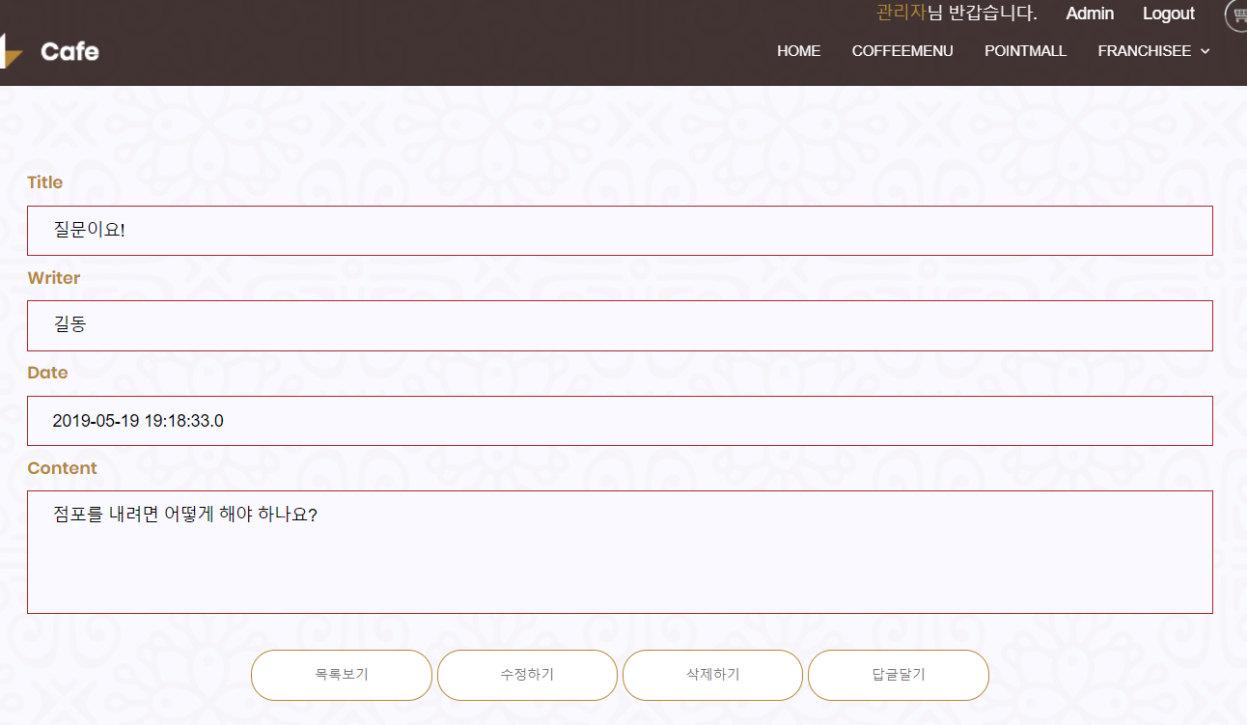 관리자님 반갑습니다. Admin Logout
Cafe HOME COFFEEMENU POINTMALL FRANCHISEE
Title
질문이요!
Writer
길동
Date
2019-05-19 19:18:33.0
Content
점포를 내려면 어떻게 해야 하나요?
목록보기 수정하기 삭제하기 답글달기